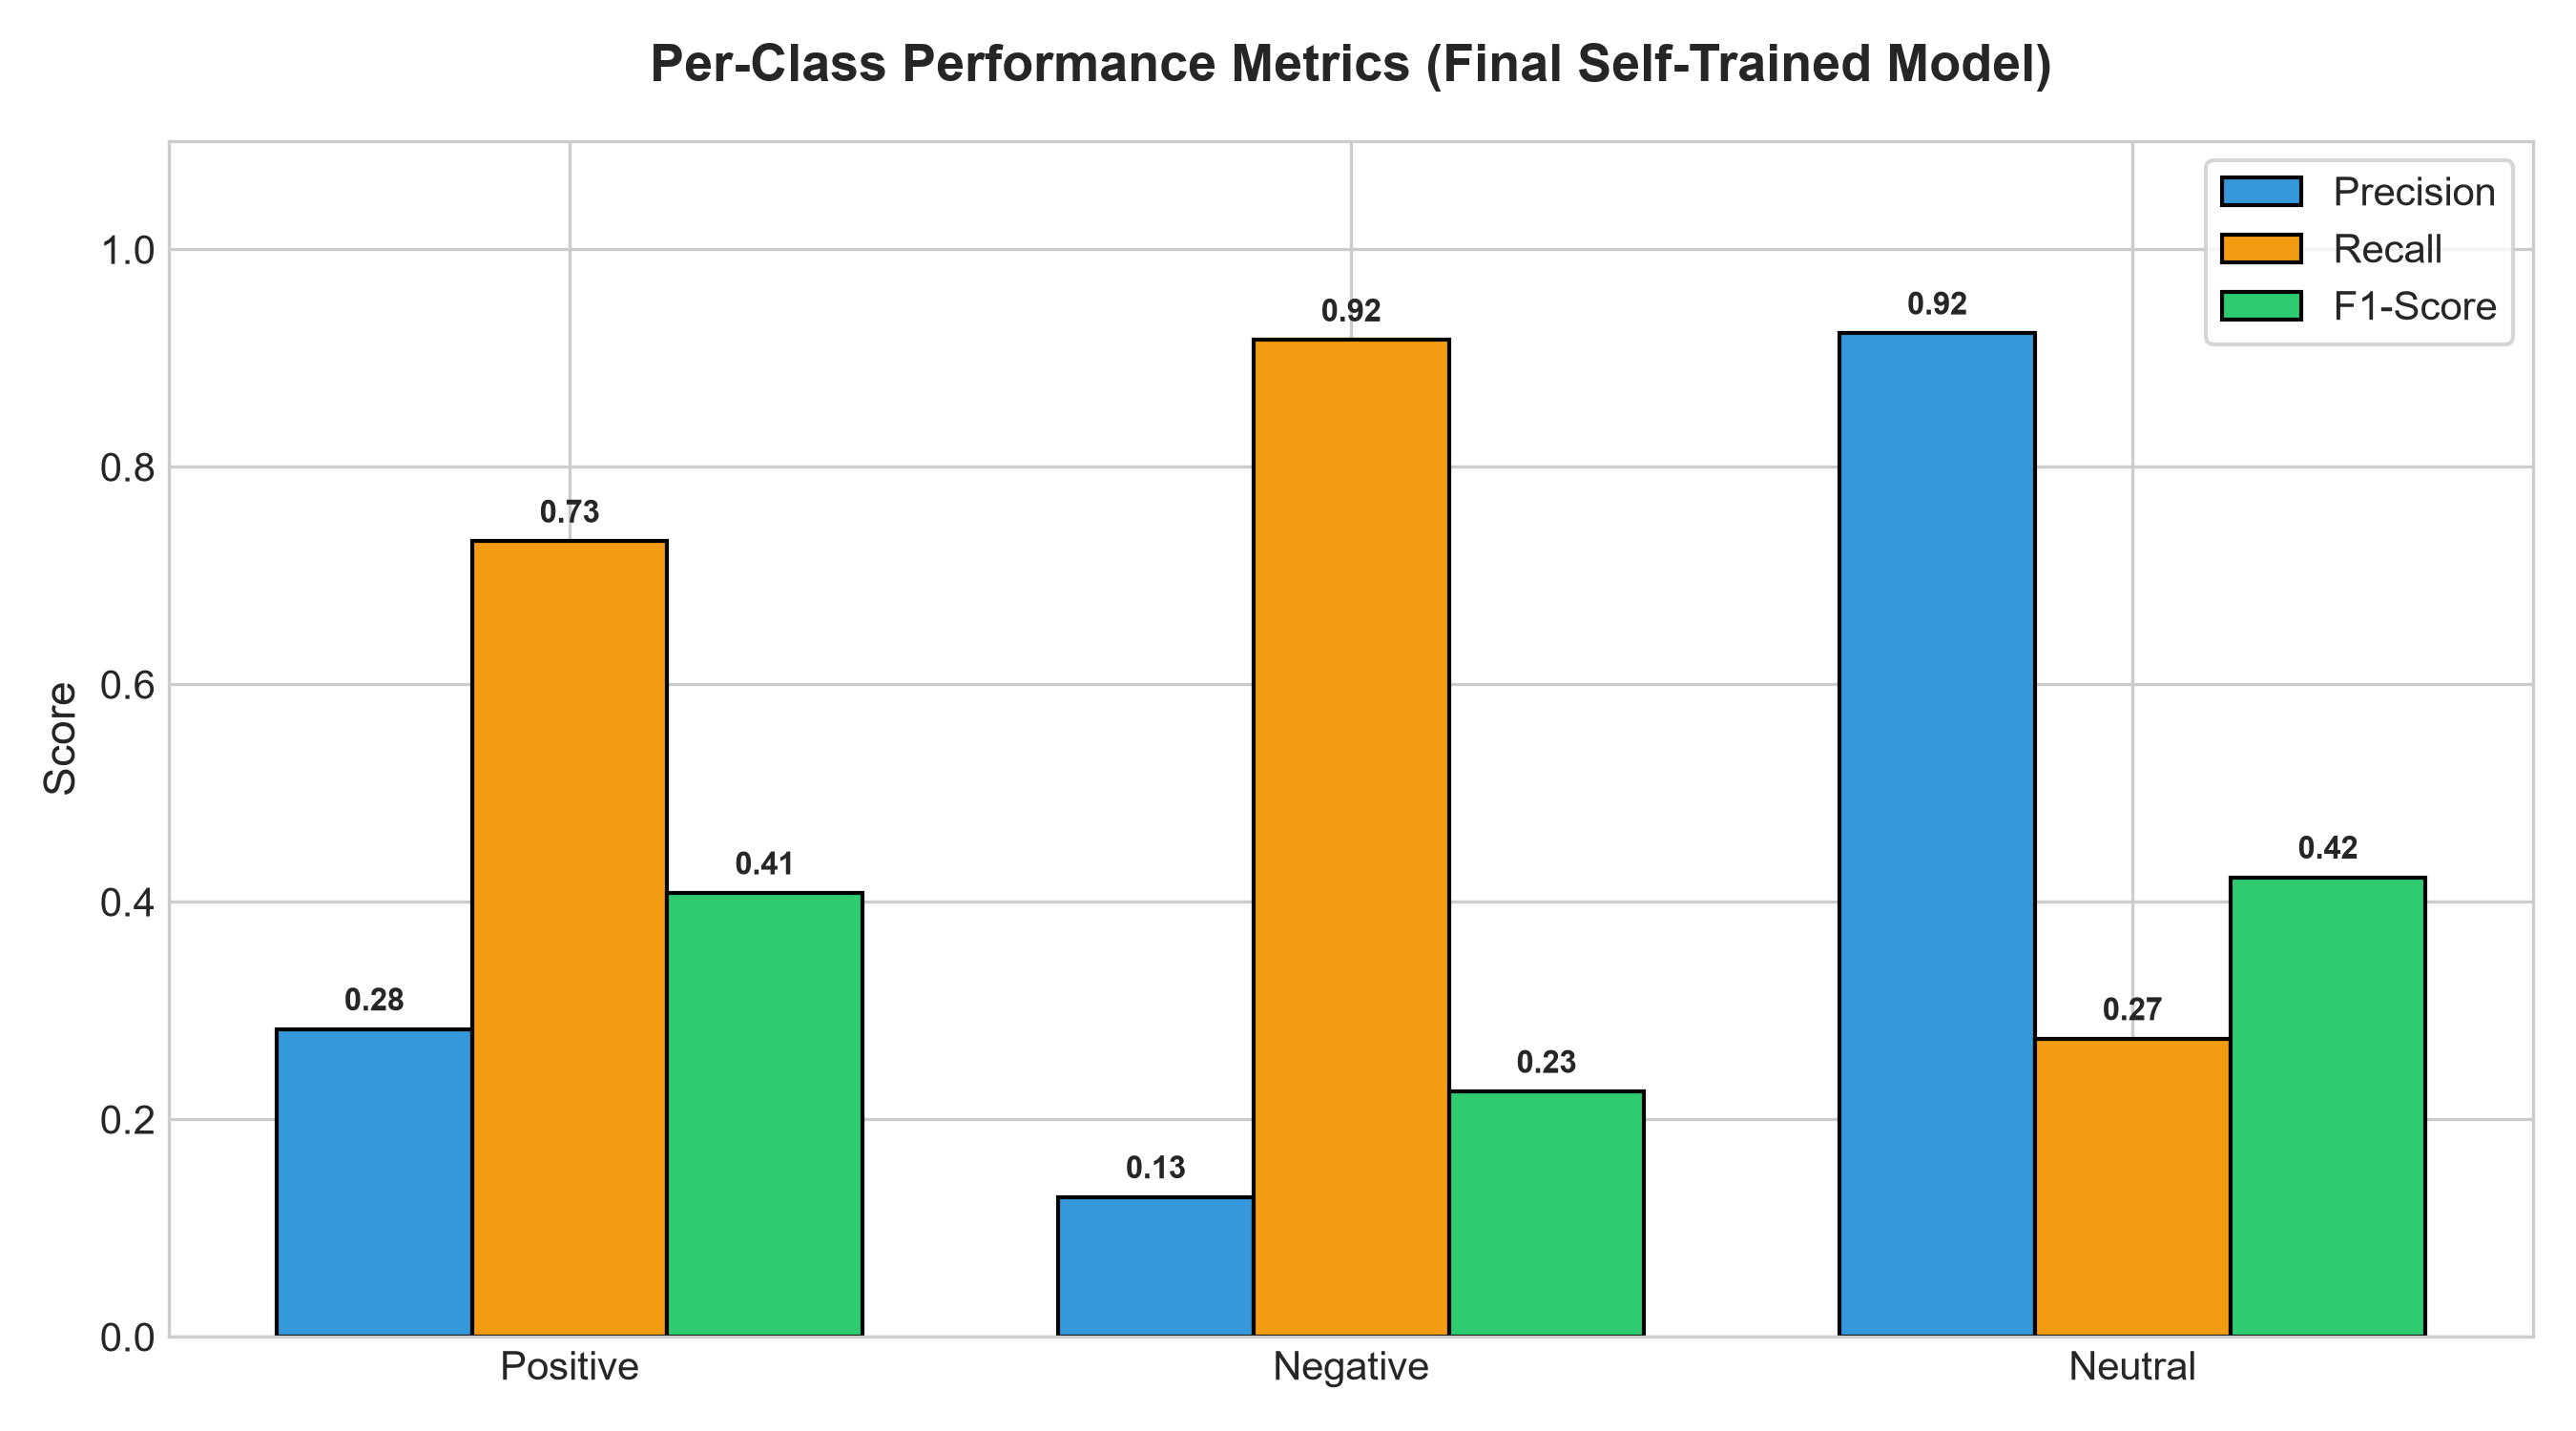 Per-Class Performance Metrics (Final Self-Trained Model)
Precision
Recall
F1-Score
Score
1.0
0.8
0.6
0.4
0.2
0.0
0.28
0.73
0.41
0.13
0.92
0.23
0.92
0.27
0.42
Positive
Negative
Neutral